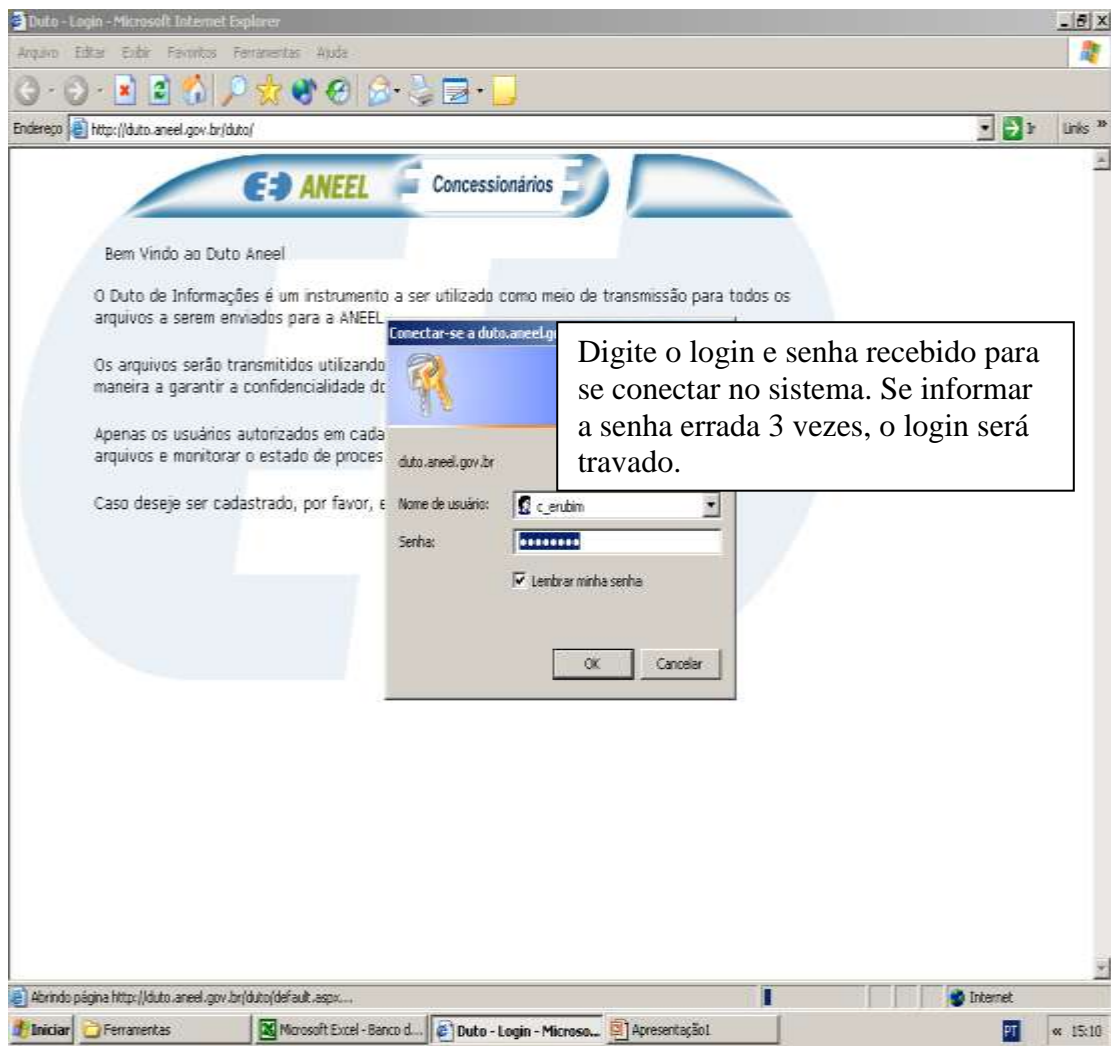 Duto - Login - Microsoft Internet Explorer
Arquivo Editar Exibir Favoritos Ferramentas Ajuda
Endereço http://duto.aneel.gov.br/duto/ Ir Links »
ANEEL Concessionários
Bem Vindo ao Duto Aneel
O Duto de Informações é um instrumento a ser utilizado como meio de transmissão para todos os
arquivos a serem enviados para a ANEEL
Conectar-se a duto.aneel.g
Os arquivos serão transmitidos utilizando
maneira a garantir a confidencialidade
Apenas os usuários autorizados em cada
arquivos e monitorar o estado de proces
Caso deseje ser cadastrado, por favor, e
Digite o login e senha recebido para
se conectar no sistema. Se informar
a senha errada 3 vezes, o login será
travado.
duto.aneel.gov.br
Nome de usuário: c_erubim
Senha: ••••••••
Lembrar minha senha
OK Cancelar
Abrindo página http://duto.aneel.gov.br/duto/default.aspx.... Internet
Iniciar Ferramentas Microsoft Excel - Banco d... Duto - Login - Microso... Apresentação1 PT « 15:10